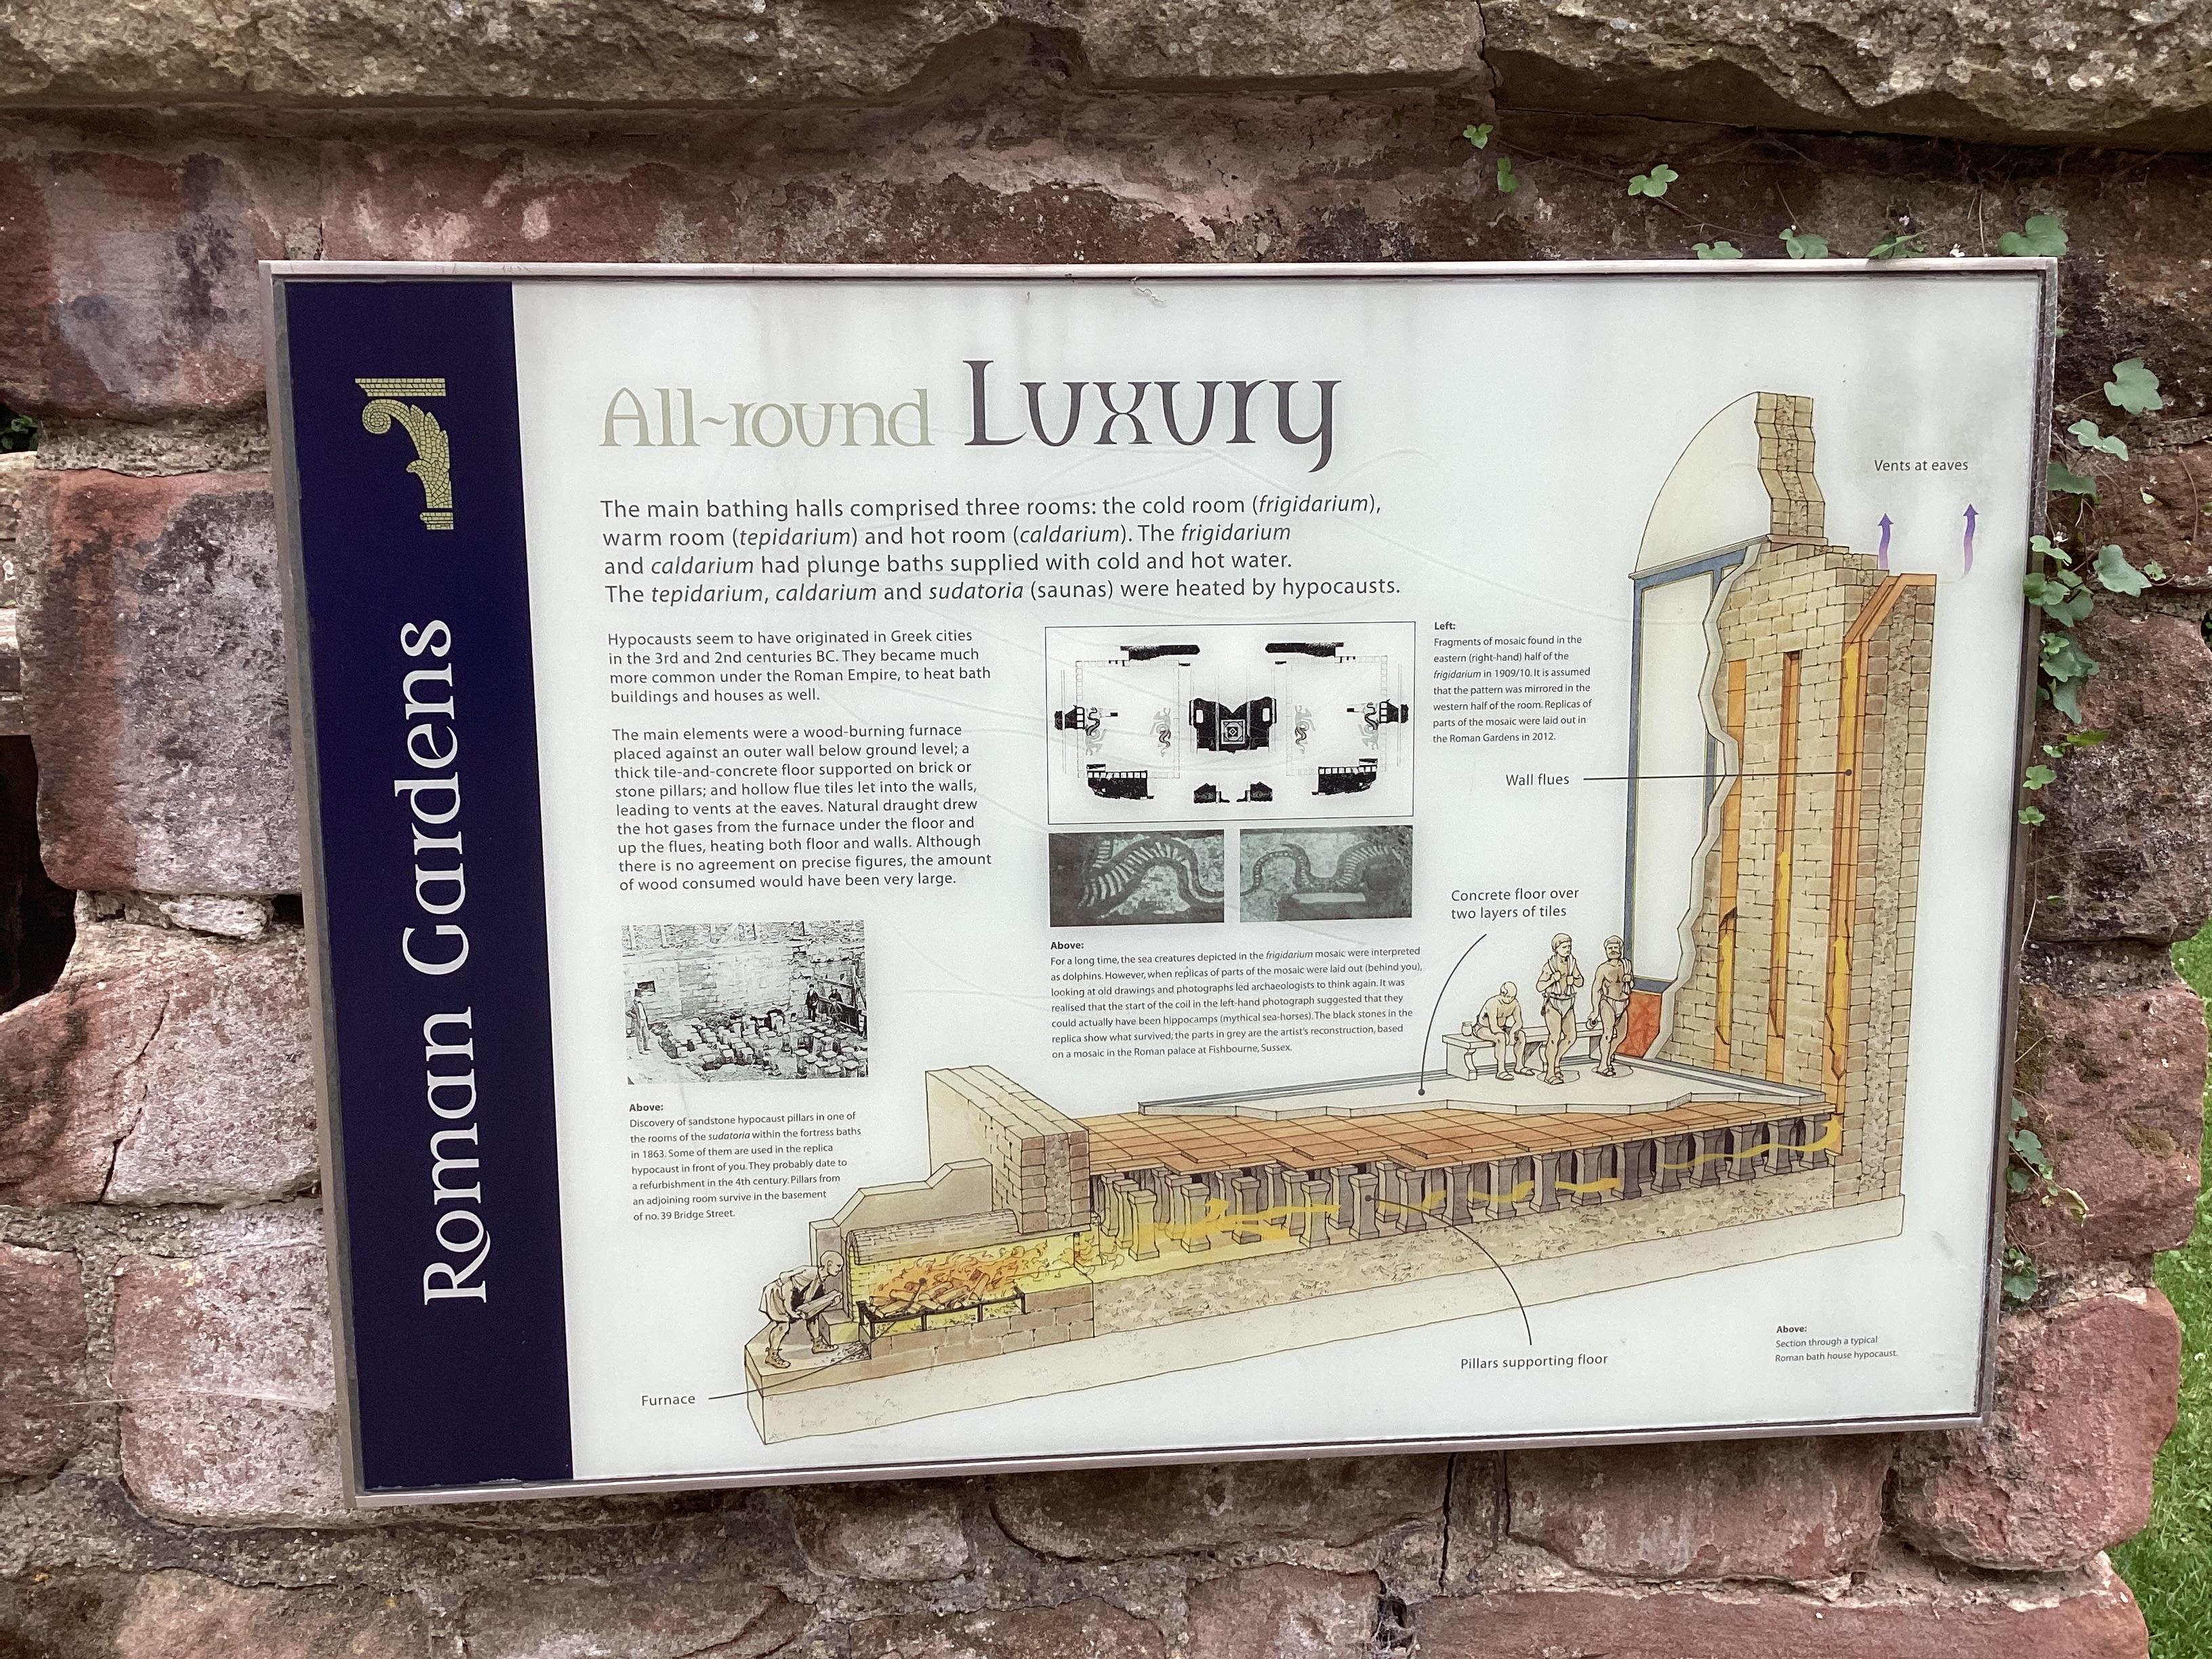 Roman Gardens
All~round Luxury
The main bathing halls comprised three rooms: the cold room (frigidarium),
warm room (tepidarium) and hot room (caldarium). The frigidarium
and caldarium had plunge baths supplied with cold and hot water.
The tepidarium, caldarium and sudatoria (saunas) were heated by hypocausts.
Hypocausts seem to have originated in Greek cities
in the 3rd and 2nd centuries BC. They became much
more common under the Roman Empire, to heat bath
buildings and houses as well.
The main elements were a wood-burning furnace
placed against an outer wall below ground level; a
thick tile-and-concrete floor supported on brick or
stone pillars; and hollow flue tiles let into the walls,
leading to vents at the eaves. Natural draught drew
the hot gases from the furnace under the floor and
up the flues, heating both floor and walls. Although
there is no agreement on precise figures, the amount
of wood consumed would have been very large.
Above:
Discovery of sandstone hypocaust pillars in one of
the rooms of the sudatoria within the fortress baths
in 1863. Some of them are used in the replica
hypocaust in front of you. They probably date to
a refurbishment in the 4th century. Pillars from
an adjoining room survive in the basement
of no. 39 Bridge Street.
Left:
Fragments of mosaic found in the
eastern (right-hand) half of the
frigidarium in 1909/10. It is assumed
that the pattern was mirrored in the
western half of the room. Replicas of
parts of the mosaic were laid out in
the Roman Gardens in 2012.
Above:
For a long time, the sea creatures depicted in the frigidarium mosaic were interpreted
as dolphins. However, when replicas of parts of the mosaic were laid out (behind you),
looking at old drawings and photographs led archaeologists to think again. It was
realised that the start of the coil in the left-hand photograph suggested that they
could actually have been hippocamps (mythical sea-horses). The black stones in the
replica show what survived; the parts in grey are the artist's reconstruction, based
on a mosaic in the Roman palace at Fishbourne, Sussex.
Vents at eaves
Wall flues
Concrete floor over
two layers of tiles
Pillars supporting floor
Furnace
Above:
Section through a typical
Roman bath house hypocaust.